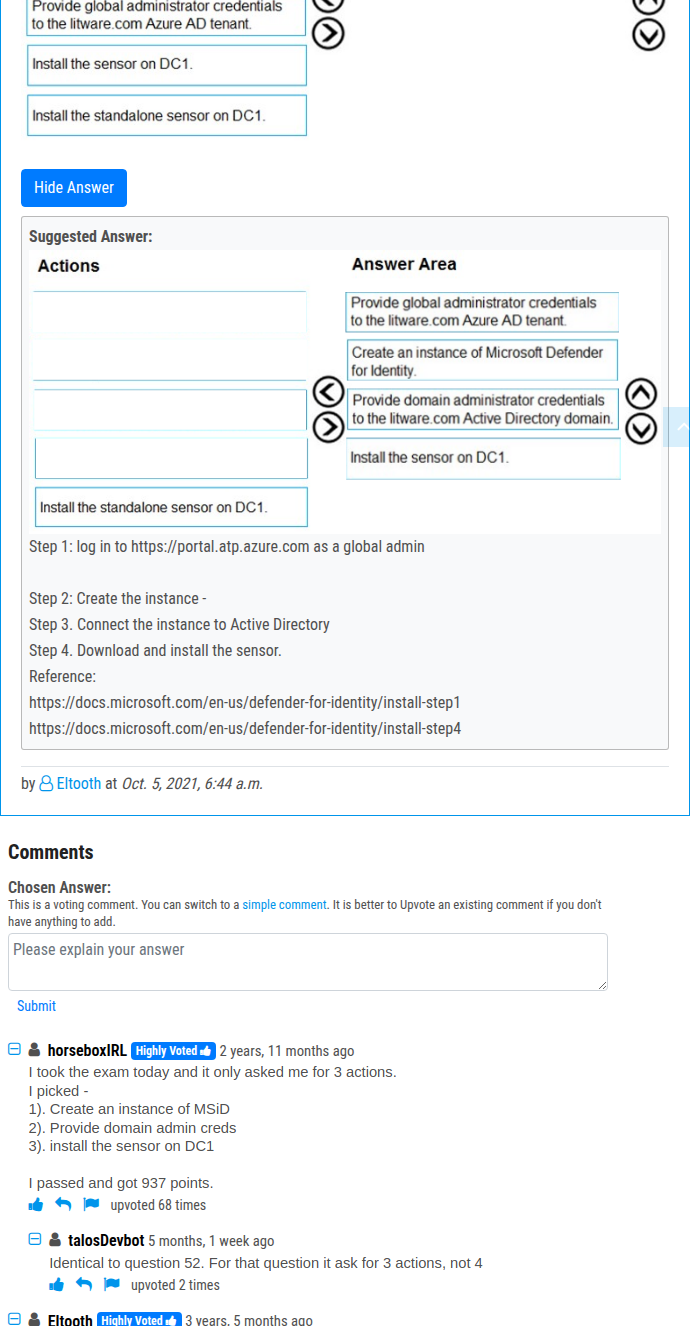 Provide global administrator credentials
to the litware.com Azure AD tenant.
Install the sensor on DC1.
Install the standalone sensor on DC1.
Hide Answer
Suggested Answer:
Actions
Answer Area
Provide global administrator credentials
to the litware.com Azure AD tenant.
Create an instance of Microsoft Defender
for Identity.
Provide domain administrator credentials
to the litware.com Active Directory domain.
Install the sensor on DC1.
Install the standalone sensor on DC1.
Step 1: log in to https://portal.atp.azure.com as a global admin
Step 2: Create the instance -
Step 3. Connect the instance to Active Directory
Step 4. Download and install the sensor.
Reference:
https://docs.microsoft.com/en-us/defender-for-identity/install-step1
https://docs.microsoft.com/en-us/defender-for-identity/install-step4
by Eltooth at Oct. 5, 2021, 6:44 a.m.
Comments
Chosen Answer:
This is a voting comment. You can switch to a simple comment. It is better to Upvote an existing comment if you don't
have anything to add.
Please explain your answer
Submit
horseboxIRL Highly Voted 2 years, 11 months ago
I took the exam today and it only asked me for 3 actions.
I picked -
1). Create an instance of MSiD
2). Provide domain admin creds
3). install the sensor on DC1
I passed and got 937 points.
upvoted 68 times
talosDevbot 5 months, 1 week ago
Identical to question 52. For that question it ask for 3 actions, not 4
upvoted 2 times
Eltooth Highly Voted 3 years, 5 months ago